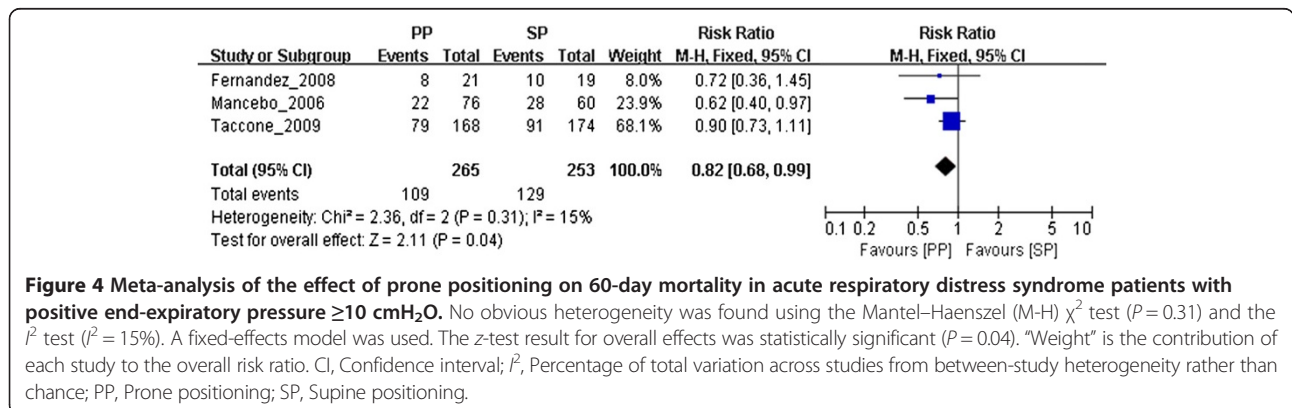 PP SP Risk Ratio Risk Ratio
Study or Subgroup Events Total Events Total Weight M-H, Fixed, 95% CI M-H, Fixed, 95% CI
Fernandez_2008 8 21 10 19 8.0% 0.72 [0.36, 1.45]
Mancebo_2006 22 76 28 60 23.9% 0.62 [0.40, 0.97]
Taccone_2009 79 168 91 174 68.1% 0.90 [0.73, 1.11]
Total (95% CI) 265 253 100.0% 0.82 [0.68, 0.99]
Total events 109 129
Heterogeneity: Chi² = 2.36, df = 2 (P = 0.31); I² = 15%
Test for overall effect: Z = 2.11 (P = 0.04)
0.1 0.2 0.5 1 2 5 10
Favours [PP] Favours [SP]
Figure 4 Meta-analysis of the effect of prone positioning on 60-day mortality in acute respiratory distress syndrome patients with
positive end-expiratory pressure ≥10 cmH₂O. No obvious heterogeneity was found using the Mantel–Haenszel (M-H) χ² test (P = 0.31) and the
I² test (I² = 15%). A fixed-effects model was used. The z-test result for overall effects was statistically significant (P = 0.04). “Weight” is the contribution of
each study to the overall risk ratio. CI, Confidence interval; I², Percentage of total variation across studies from between-study heterogeneity rather than
chance; PP, Prone positioning; SP, Supine positioning.